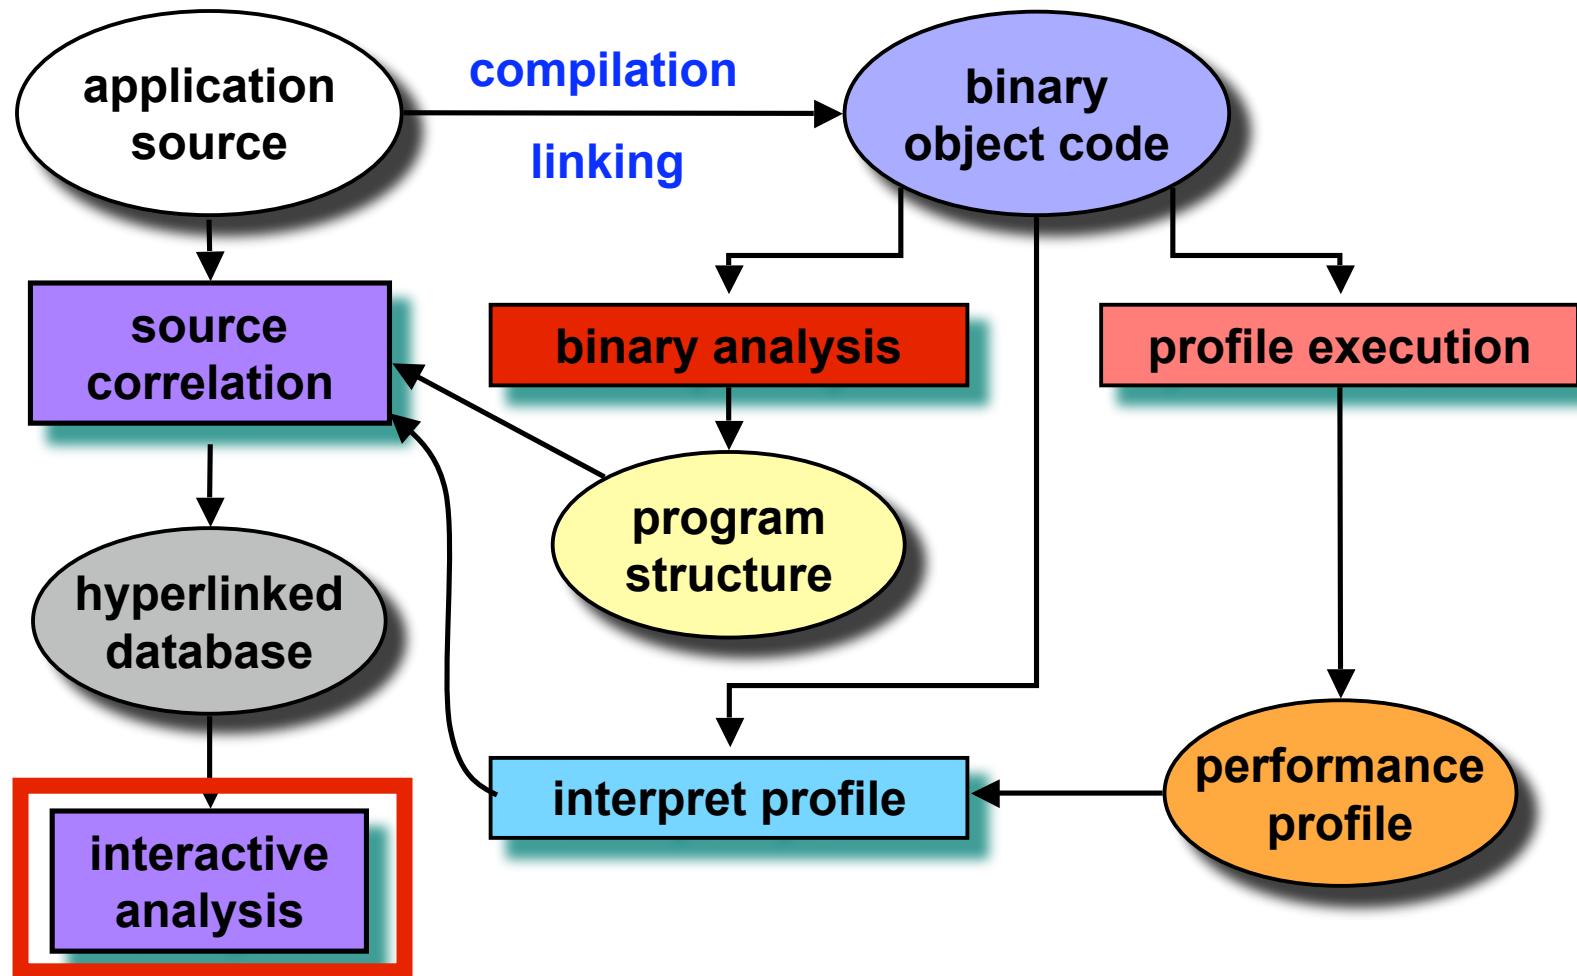 application
source
compilation
linking
binary
object code
source
correlation
binary analysis
profile execution
program
structure
hyperlinked
database
interpret profile
performance
profile
interactive
analysis